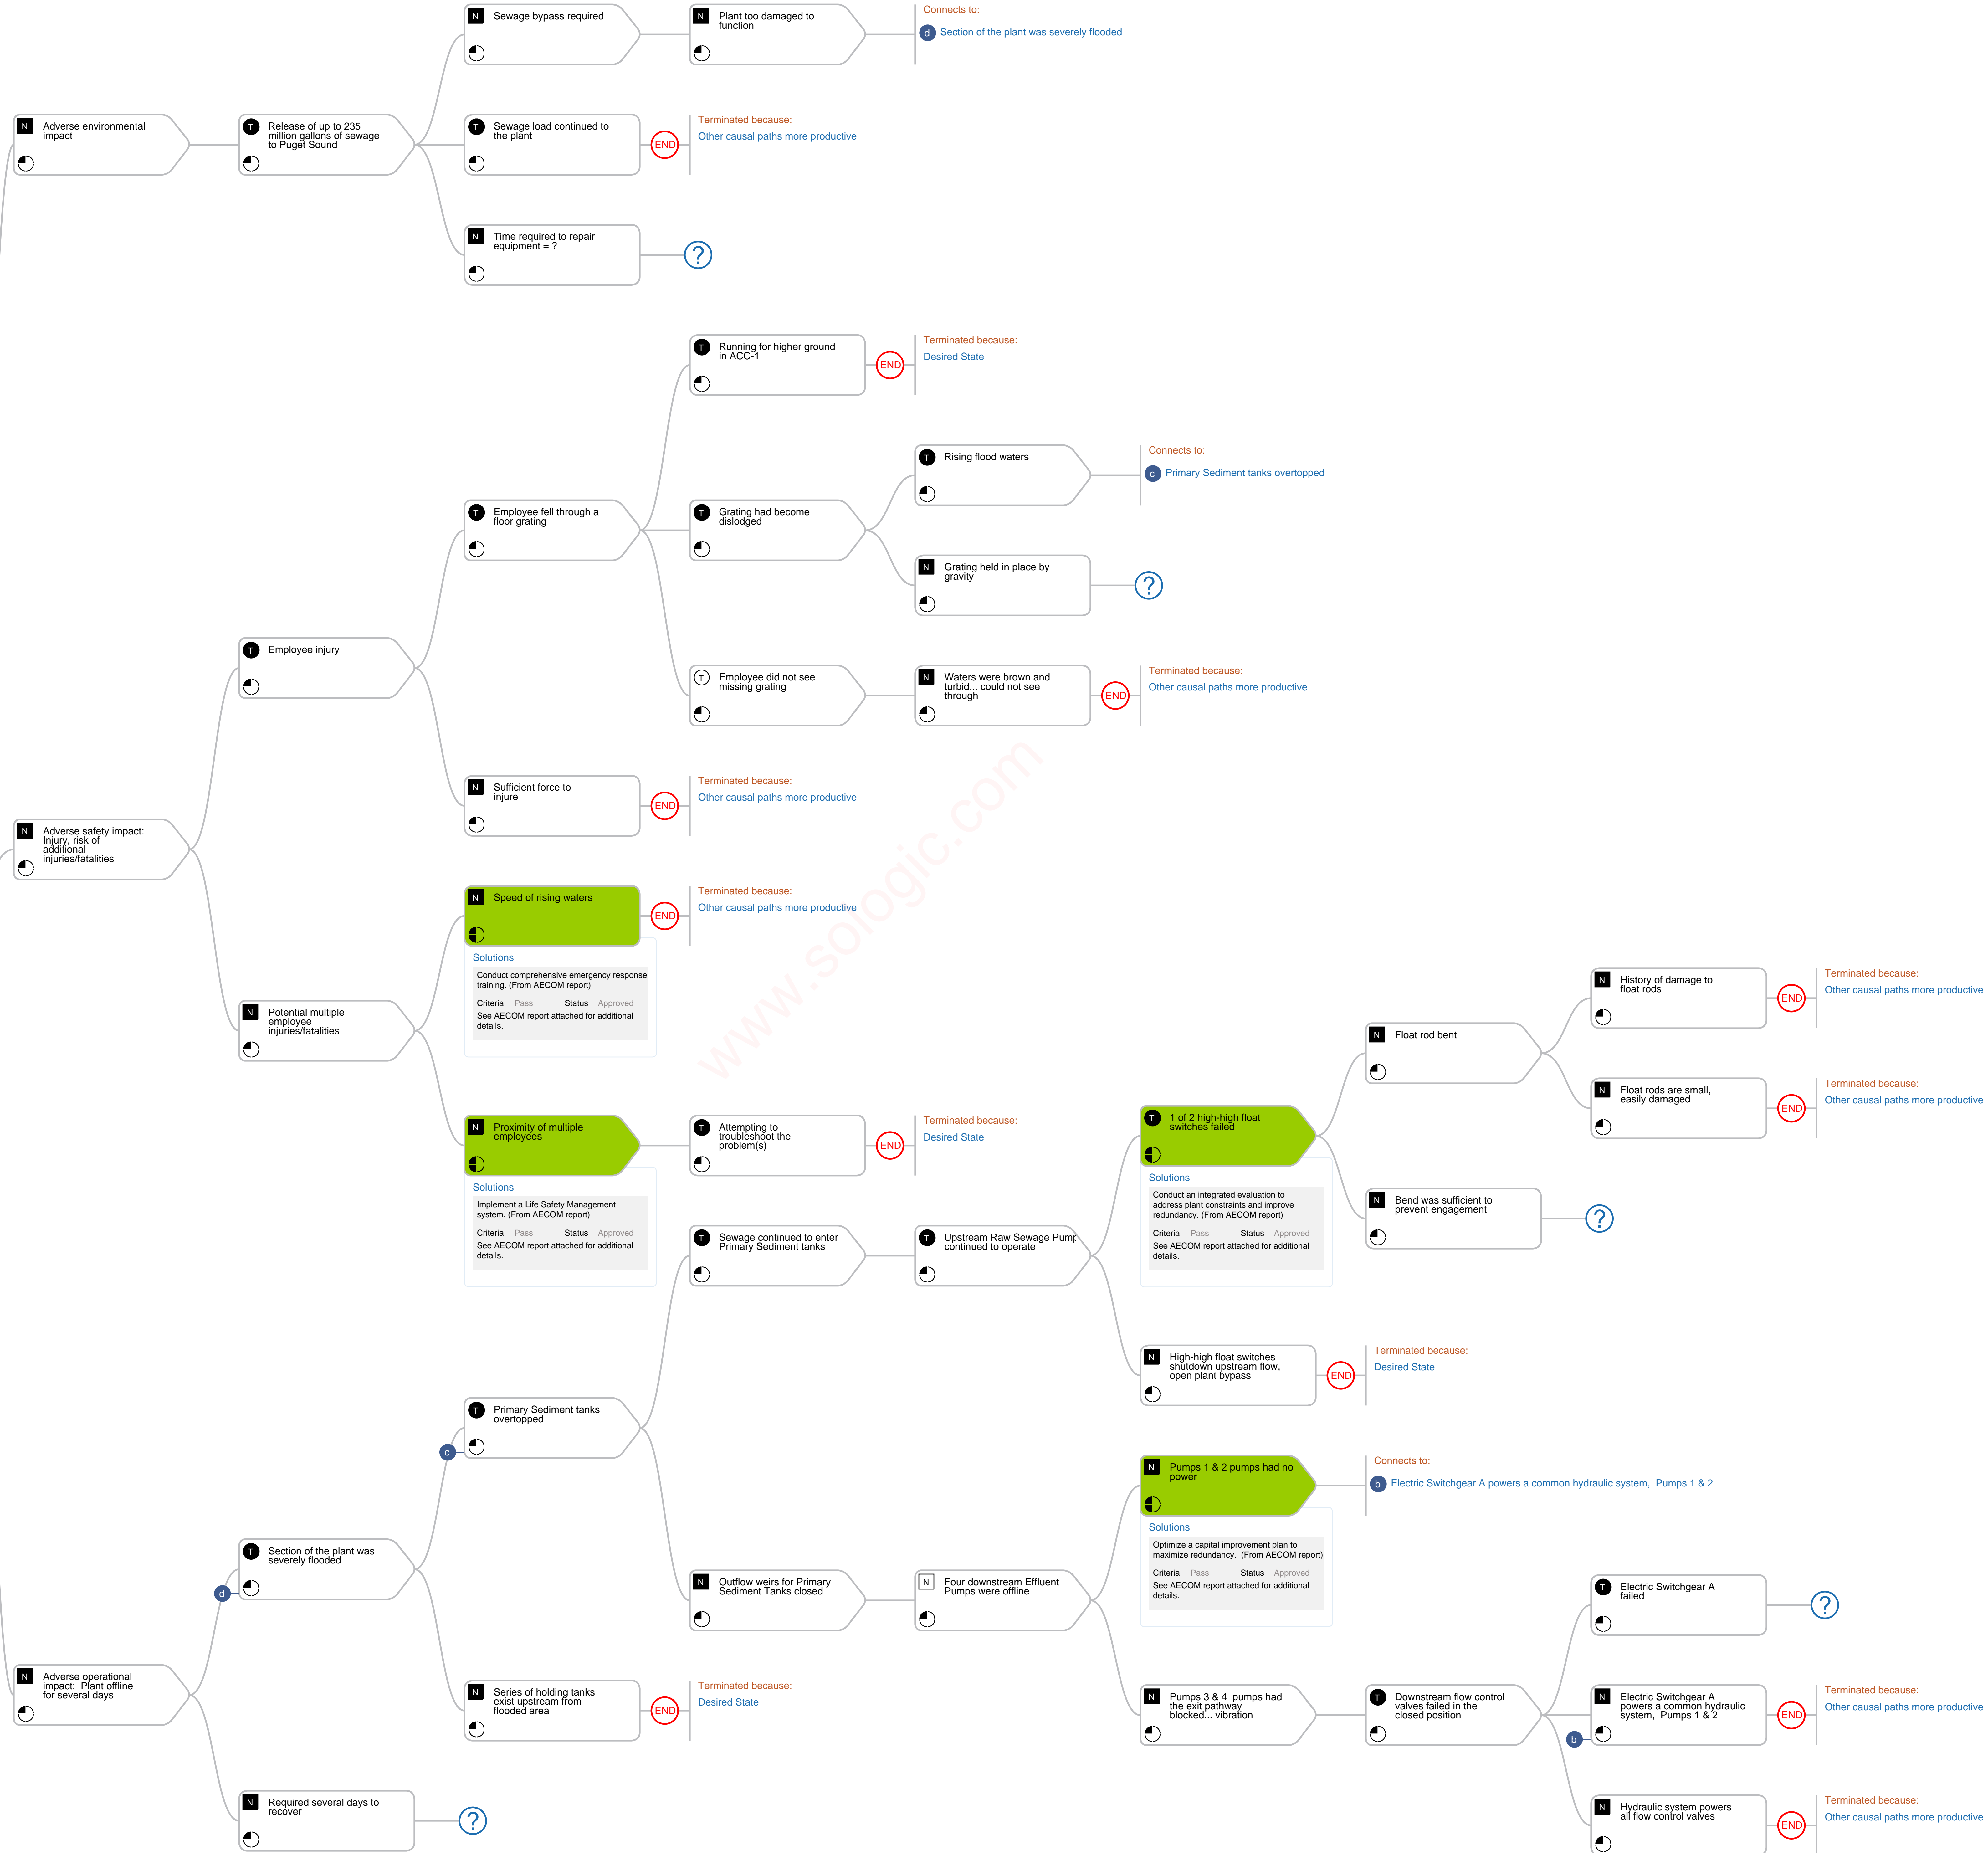 N Sewage bypass required
N Plant too damaged to
function
Connects to:
d Section of the plant was severely flooded
N Adverse environmental
impact
T Release of up to 235
million gallons of sewage
to Puget Sound
T Sewage load continued to
the plant
END
Terminated because:
Other causal paths more productive
N Time required to repair
equipment = ?
?
T Running for higher ground
in ACC-1
END
Terminated because:
Desired State
T Rising flood waters
Connects to:
c Primary Sediment tanks overtopped
T Employee fell through a
floor grating
T Grating had become
dislodged
N Grating held in place by
gravity
?
T Employee injury
T Employee did not see
missing grating
N Waters were brown and
turbid... could not see
through
END
Terminated because:
Other causal paths more productive
N Sufficient force to
injure
END
Terminated because:
Other causal paths more productive
N Adverse safety impact:
Injury, risk of
additional
injuries/fatalities
N Speed of rising waters
END
Terminated because:
Other causal paths more productive
Solutions
Conduct comprehensive emergency response
training. (From AECOM report)
Criteria Pass Status Approved
See AECOM report attached for additional
details.
N Potential multiple
employee
injuries/fatalities
N Proximity of multiple
employees
Solutions
Implement a Life Safety Management
system. (From AECOM report)
Criteria Pass Status Approved
See AECOM report attached for additional
details.
T Attempting to
troubleshoot the
problem(s)
END
Terminated because:
Desired State
www.sologic.com
N History of damage to
float rods
END
Terminated because:
Other causal paths more productive
N Float rod bent
N Float rods are small,
easily damaged
END
Terminated because:
Other causal paths more productive
T 1 of 2 high-high float
switches failed
Solutions
Conduct an integrated evaluation to
address plant constraints and improve
redundancy. (From AECOM report)
Criteria Pass Status Approved
See AECOM report attached for additional
details.
N Bend was sufficient to
prevent engagement
?
T Sewage continued to enter
Primary Sediment tanks
T Upstream Raw Sewage Pump
continued to operate
N High-high float switches
shutdown upstream flow,
open plant bypass
END
Terminated because:
Desired State
T Primary Sediment tanks
overtopped
c
N Pumps 1 & 2 pumps had no
power
Connects to:
b Electric Switchgear A powers a common hydraulic system, Pumps 1 & 2
Solutions
Optimize a capital improvement plan to
maximize redundancy. (From AECOM report)
Criteria Pass Status Approved
See AECOM report attached for additional
details.
T Section of the plant was
severely flooded
d
N Outflow weirs for Primary
Sediment Tanks closed
N Four downstream Effluent
Pumps were offline
T Electric Switchgear A
failed
?
N Adverse operational
impact: Plant offline
for several days
N Series of holding tanks
exist upstream from
flooded area
END
Terminated because:
Desired State
N Pumps 3 & 4 pumps had
the exit pathway
blocked... vibration
T Downstream flow control
valves failed in the
closed position
N Electric Switchgear A
powers a common hydraulic
system, Pumps 1 & 2
b
END
Terminated because:
Other causal paths more productive
N Required several days to
recover
?
N Hydraulic system powers
all flow control valves
END
Terminated because:
Other causal paths more productive